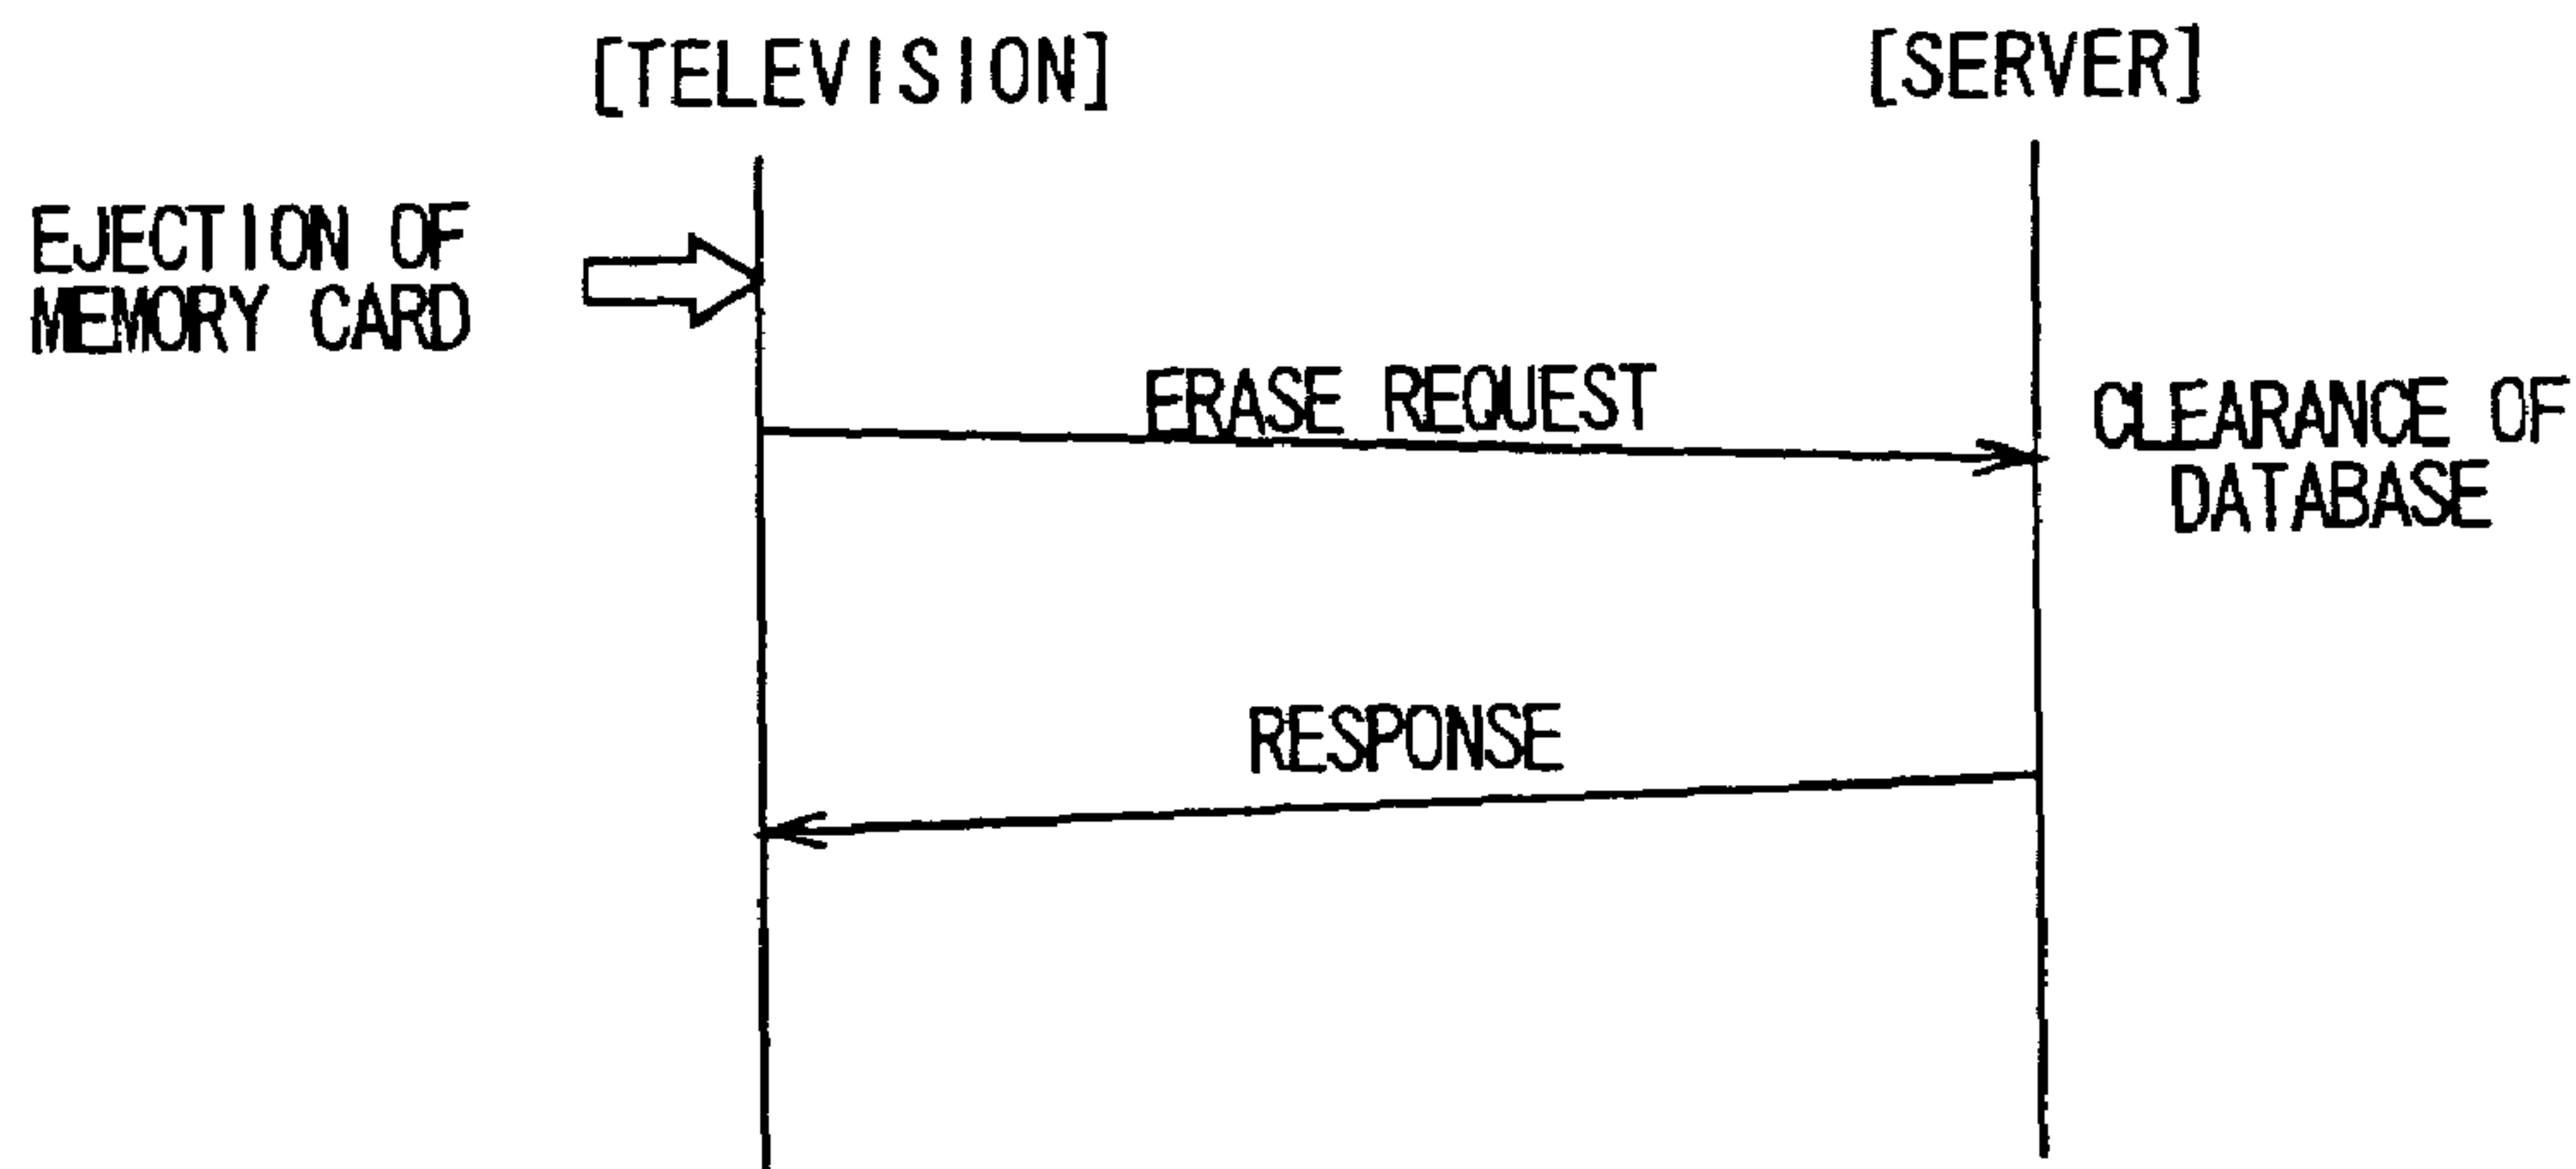 [TELEVISION]
[SERVER]
EJECTION OF
MEMORY CARD
ERASE REQUEST
CLEARANCE OF
DATABASE
RESPONSE